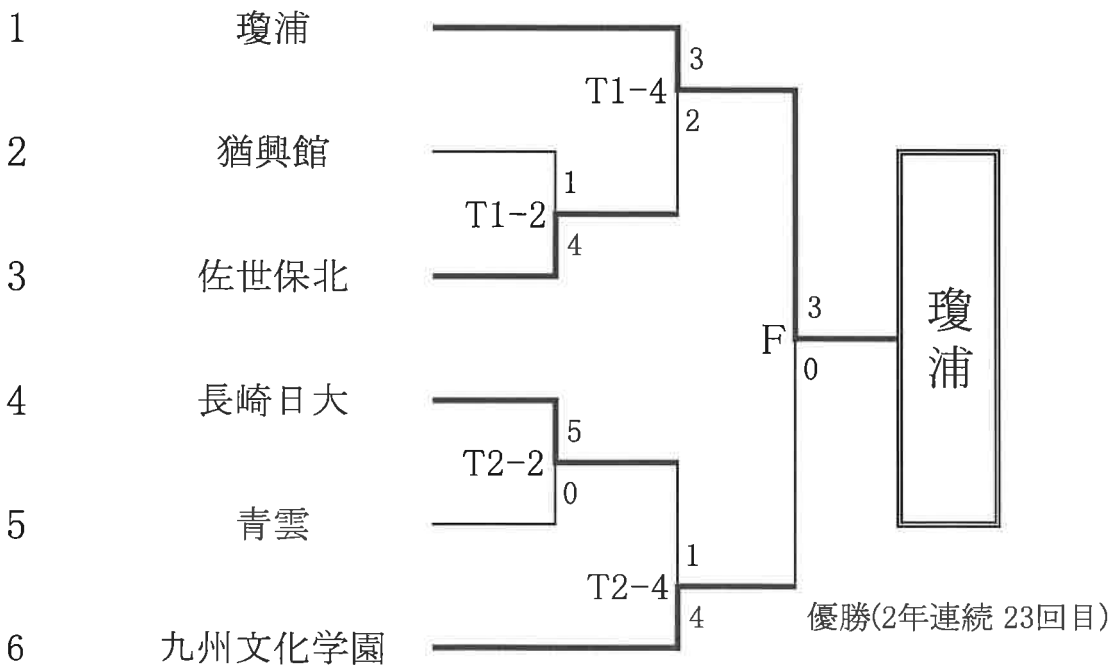 1 瓊浦
3
T1-4
2
2 猶興館
1
T1-2
4
3 佐世保北
3
F
0
瓊浦
4 長崎日大
5
T2-2
0
5 青雲
1
T2-4
4
優勝(2年連続 23回目)
6 九州文化学園